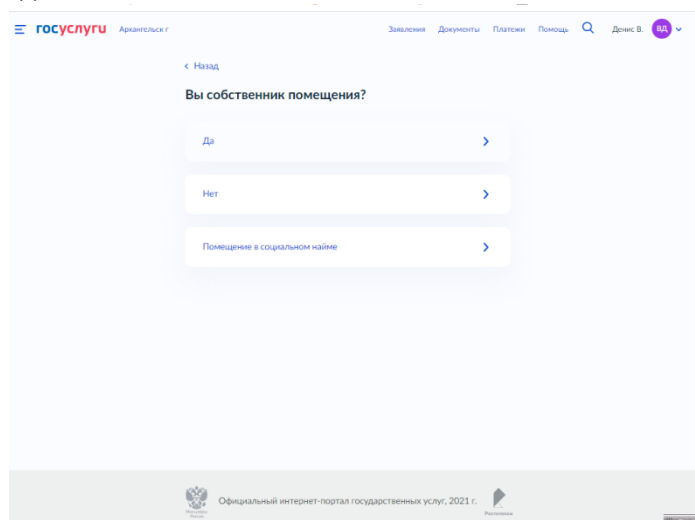 госуслуги Архангельск г Заявления Документы Платежи Помощь Денис В. ВД
Назад
Вы собственник помещения?
Да
Нет
Помещение в социальном найме
Официальный интернет-портал государственных услуг, 2021 г.